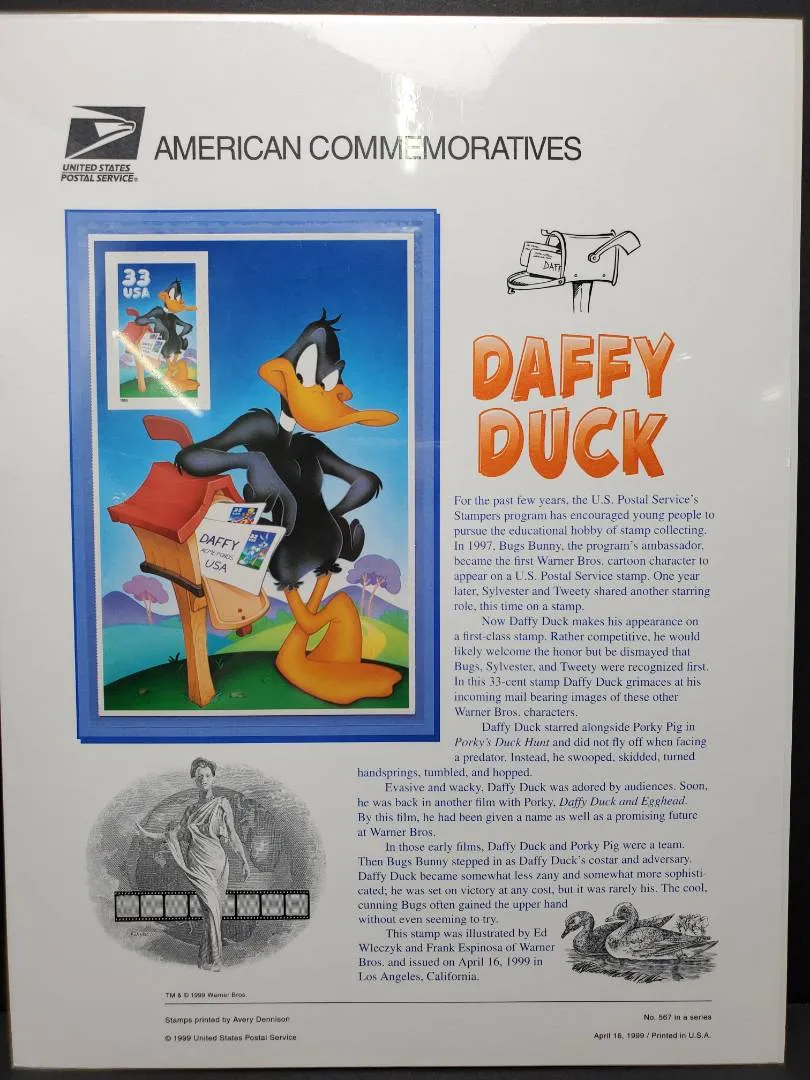 UNITED STATES
POSTAL SERVICE®
AMERICAN COMMEMORATIVES
33
USA
1999
DAFFY
ACME PONDS
USA
33
DAFF
DAFFY
DUCK
For the past few years, the U.S. Postal Service's
Stampers program has encouraged young people to
pursue the educational hobby of stamp collecting.
In 1997, Bugs Bunny, the program's ambassador,
became the first Warner Bros. cartoon character to
appear on a U.S. Postal Service stamp. One year
later, Sylvester and Tweety shared another starring
role, this time on a stamp.
Now Daffy Duck makes his appearance on
a first-class stamp. Rather competitive, he would
likely welcome the honor but be dismayed that
Bugs, Sylvester, and Tweety were recognized first.
In this 33-cent stamp Daffy Duck grimaces at his
incoming mail bearing images of these other
Warner Bros. characters.
Daffy Duck starred alongside Porky Pig in
Porky's Duck Hunt and did not fly off when facing
a predator. Instead, he swooped, skidded, turned
handsprings, tumbled, and hopped.
Evasive and wacky, Daffy Duck was adored by audiences. Soon,
he was back in another film with Porky, Daffy Duck and Egghead.
By this film, he had been given a name as well as a promising future
at Warner Bros.
In those early films, Daffy Duck and Porky Pig were a team.
Then Bugs Bunny stepped in as Daffy Duck's costar and adversary.
Daffy Duck became somewhat less zany and somewhat more sophisti-
cated; he was set on victory at any cost, but it was rarely his. The cool,
cunning Bugs often gained the upper hand
without even seeming to try.
This stamp was illustrated by Ed
Wleczyk and Frank Espinosa of Warner
Bros. and issued on April 16, 1999 in
Los Angeles, California.
TM & © 1999 Warner Bros.
Stamps printed by Avery Dennison
© 1999 United States Postal Service
No. 567 in a series
April 16, 1999 / Printed in U.S.A.